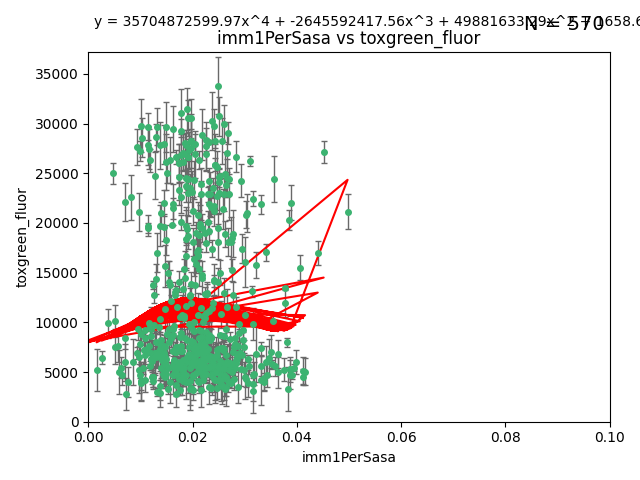 y = 35704872599.97x^4 + -2645592417.56x^3 + 49881633
N = 570
imm1PerSasa vs toxgreen_fluor
35000
30000
25000
20000
15000
10000
5000
0
toxgreen_fluor
0.00 0.02 0.04 0.06 0.08 0.10
imm1PerSasa